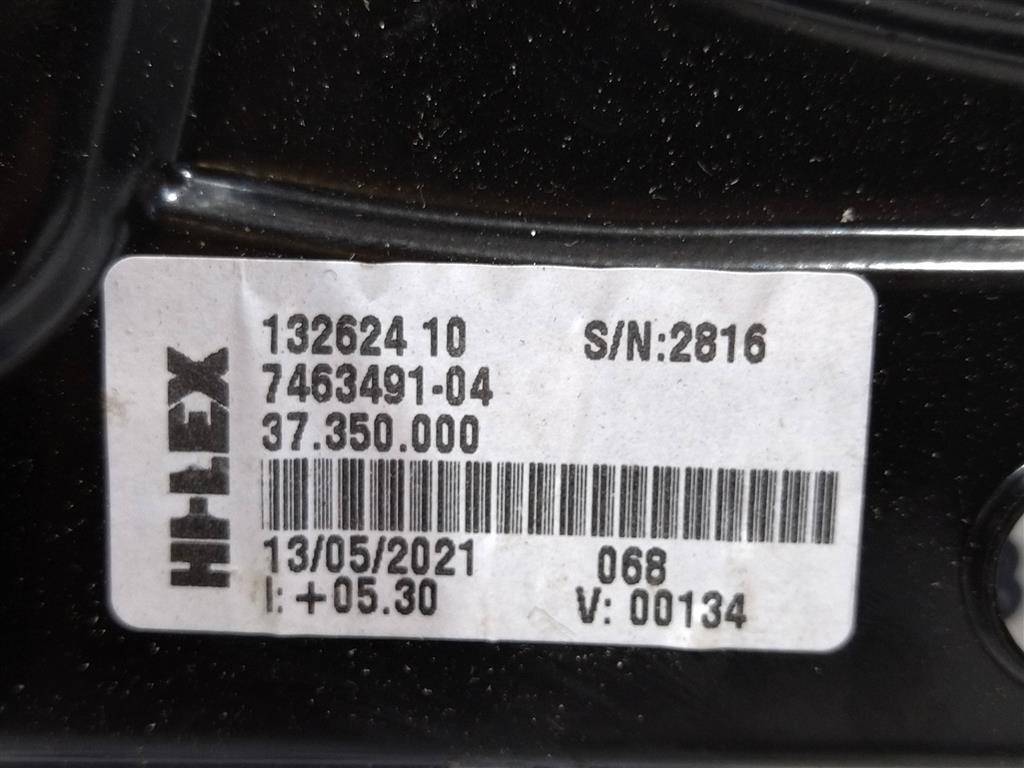 HI-LEX
132624 10 S/N:2816
7463491-04
37.350.000
13/05/2021 068
I: +05.30 V: 00134